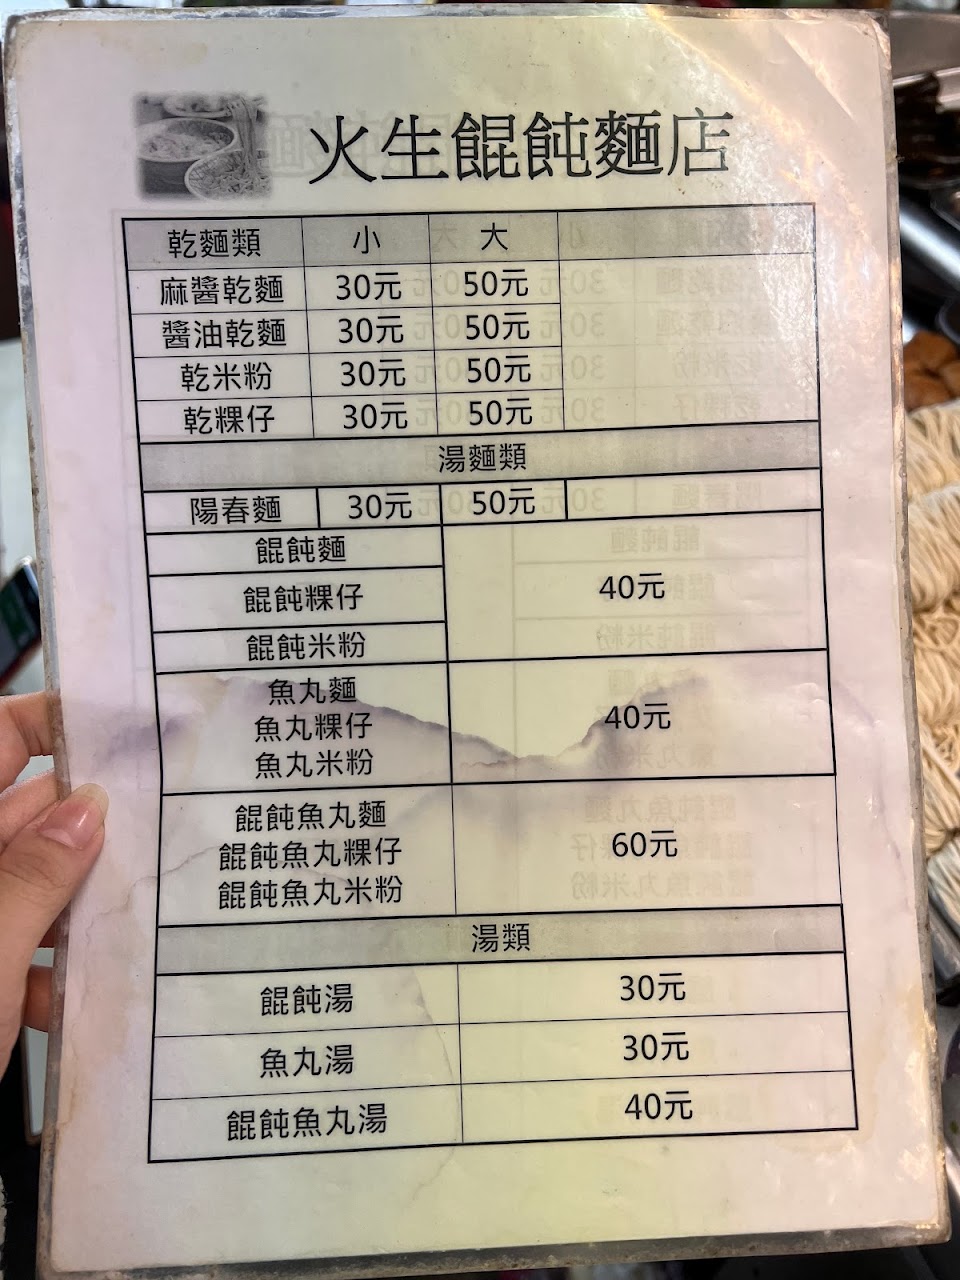 火生餛飩麵店
乾麵類 小 大
麻醬乾麵 30元 50元
醬油乾麵 30元 50元
乾米粉 30元 50元
乾粿仔 30元 50元
湯麵類
陽春麵 30元 50元
餛飩麵
餛飩粿仔 40元
餛飩米粉
魚丸麵
魚丸粿仔 40元
魚丸米粉
餛飩魚丸麵
餛飩魚丸粿仔 60元
餛飩魚丸米粉
湯類
餛飩湯 30元
魚丸湯 30元
餛飩魚丸湯 40元